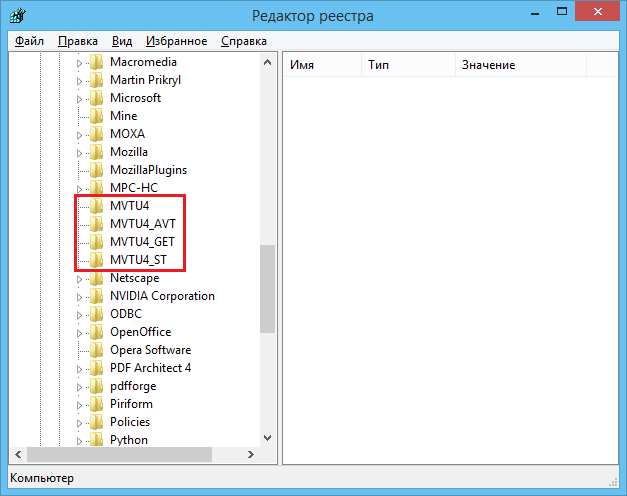 Редактор реестра
Файл Правка Вид Избранное Справка
Имя Тип Значение
Macromedia
Martin Prikryl
Microsoft
Mine
MOXA
Mozilla
MozillaPlugins
MPC-HC
MVTU4
MVTU4_AVT
MVTU4_GET
MVTU4_ST
Netscape
NVIDIA Corporation
ODBC
OpenOffice
Opera Software
PDF Architect 4
pdfforge
Piriform
Policies
Python
Компьютер